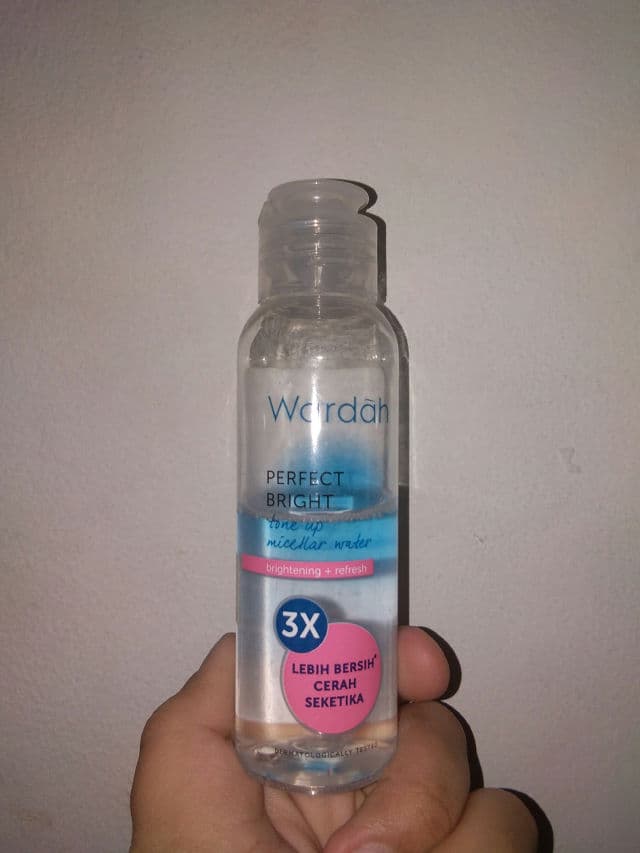 Wardah
PERFECT
BRIGHT
tone up
micellar water
brightening + refresh
3X
LEBIH BERSIH*
CERAH
SEKETIKA
DERMATOLOGICALLY TESTED